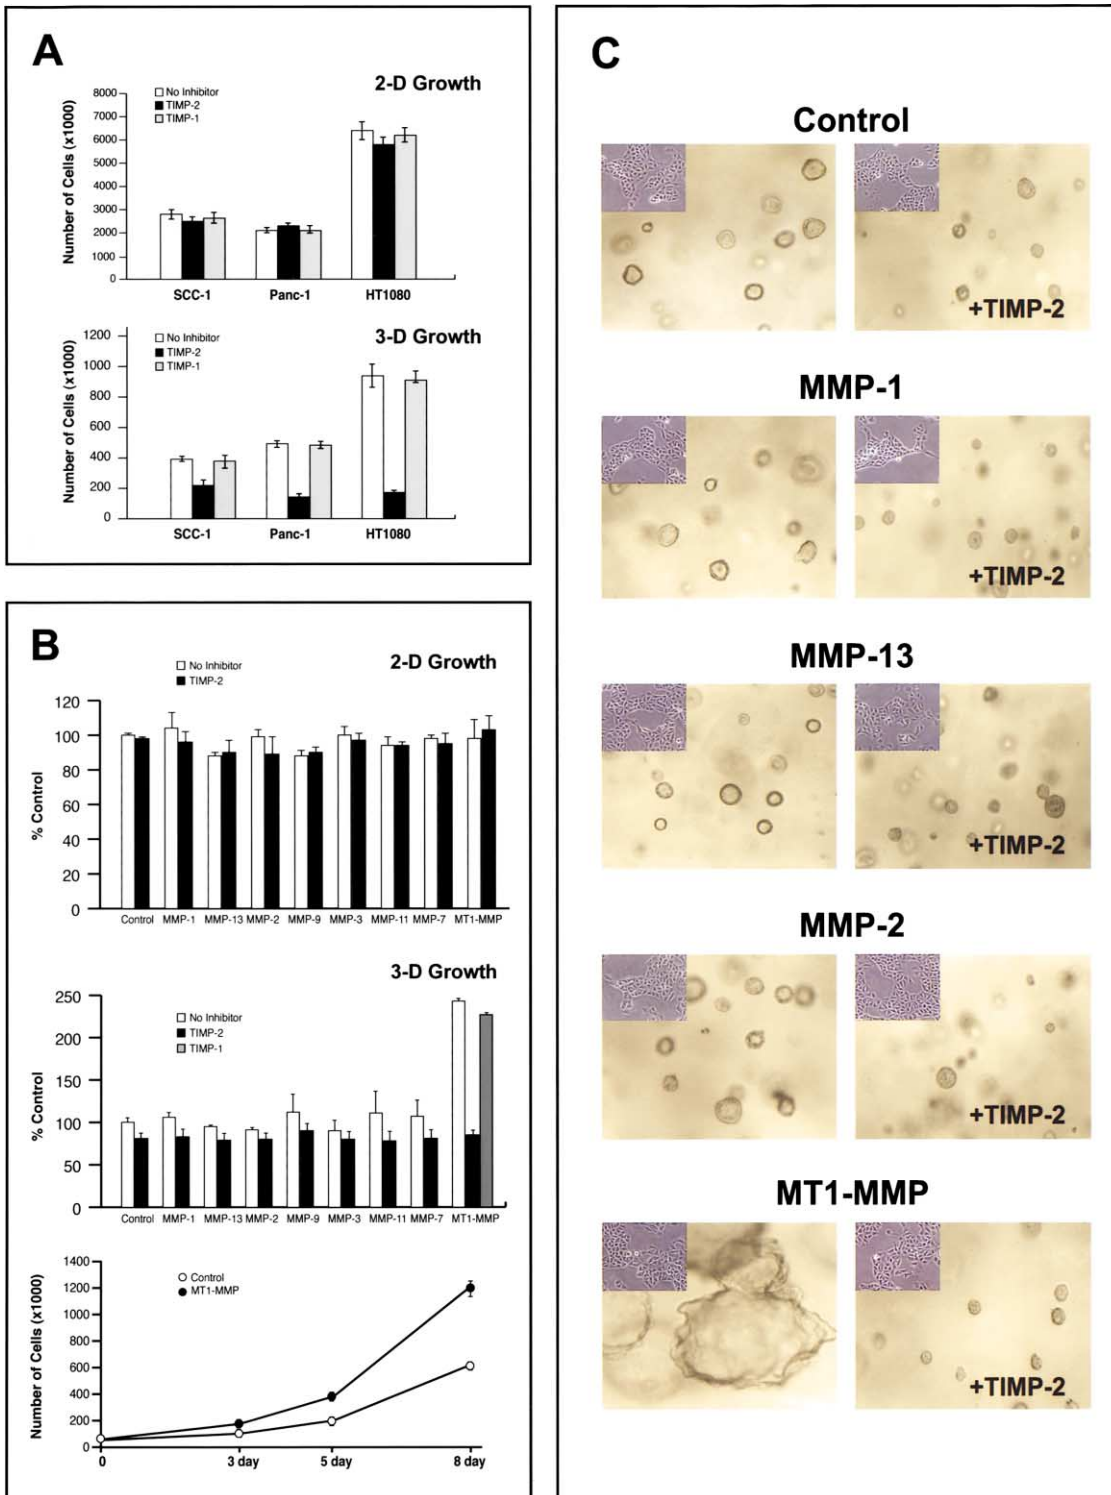 A
2-D Growth
No Inhibitor
TIMP-2
TIMP-1
Number of Cells (x1000)
8000
7000
6000
5000
4000
3000
2000
1000
0
SCC-1 Panc-1 HT1080
3-D Growth
No Inhibitor
TIMP-2
TIMP-1
Number of Cells (x1000)
1200
1000
800
600
400
200
0
SCC-1 Panc-1 HT1080
B
2-D Growth
No Inhibitor
TIMP-2
% Control
120
100
80
60
40
20
0
Control MMP-1 MMP-13 MMP-2 MMP-9 MMP-3 MMP-11 MMP-7 MT1-MMP
3-D Growth
No Inhibitor
TIMP-2
TIMP-1
% Control
250
200
150
100
50
0
Control MMP-1 MMP-13 MMP-2 MMP-9 MMP-3 MMP-11 MMP-7 MT1-MMP
Control
MT1-MMP
Number of Cells (x1000)
1400
1200
1000
800
600
400
200
0
0 3 day 5 day 8 day
C
Control
+TIMP-2
MMP-1
+TIMP-2
MMP-13
+TIMP-2
MMP-2
+TIMP-2
MT1-MMP
+TIMP-2